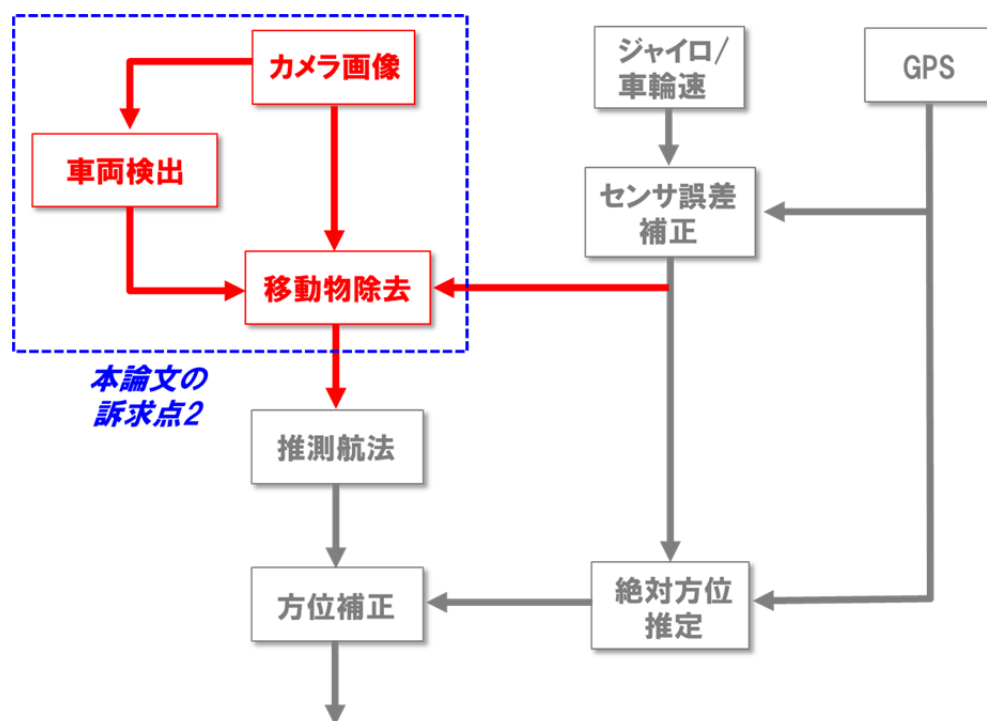 カメラ画像
ジャイロ/
車輪速
GPS
車両検出
センサ誤差
補正
移動物除去
本論文の
訴求点2
推測航法
方位補正
絶対方位
推定